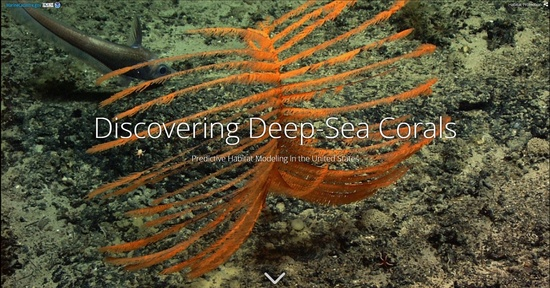 Discovering Deep-Sea Corals
Predictive Habitat Modeling in the United States